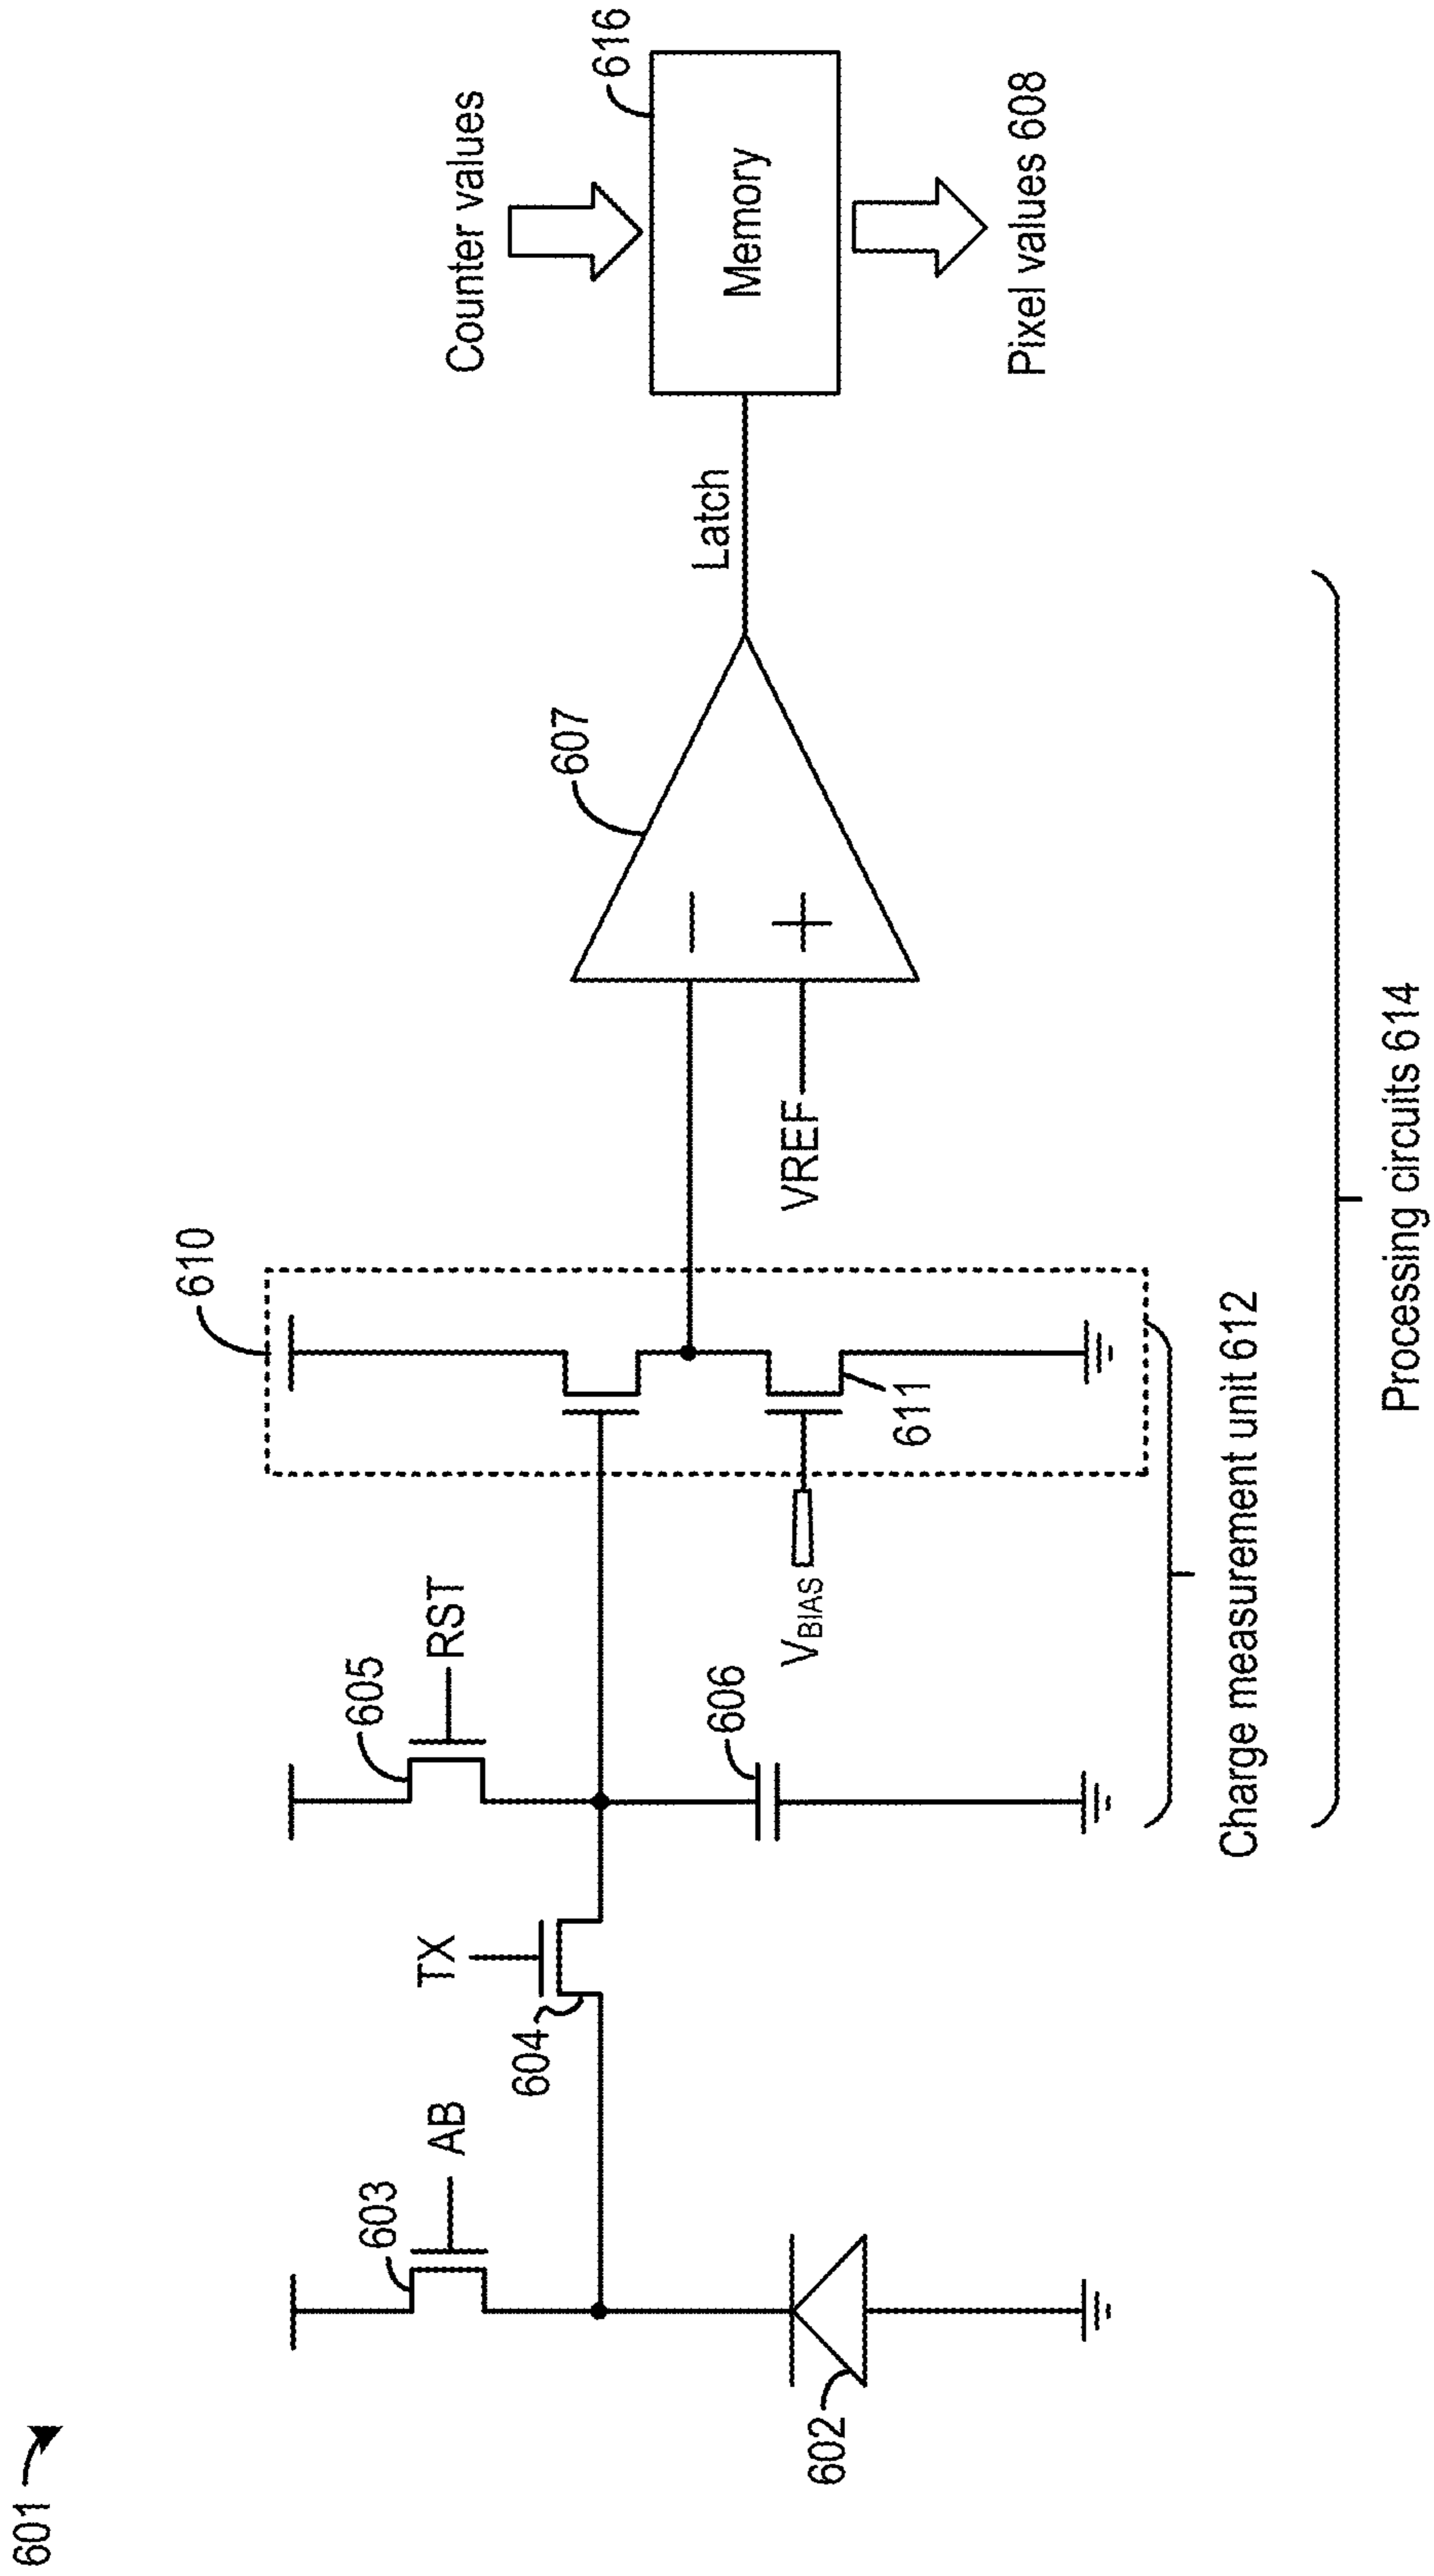 601
603
AB
602
TX
604
605
RST
606
VBIAS
610
611
Charge measurement unit 612
VREF
607
Processing circuits 614
Latch
Counter values
616
Memory
Pixel values 608
−
+